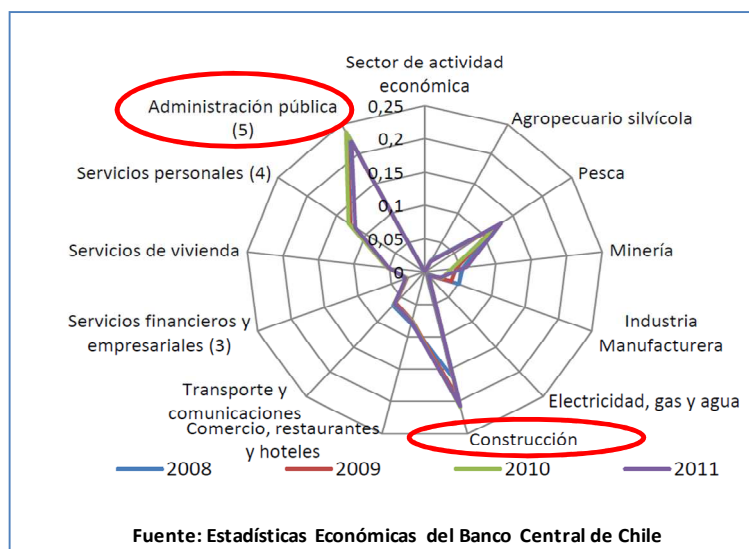 Sector de actividad
económica
Administración pública
(5)
0,25
Agropecuario silvícola
0,2
Servicios personales (4)
0,15
Pesca
0,1
Servicios de vivienda
0,05
Minería
0
Servicios financieros y
empresariales (3)
Industria
Manufacturera
Transporte y
comunicaciones
Electricidad, gas y agua
Comercio, restaurantes
y hoteles
Construcción
2008 2009 2010 2011
Fuente: Estadísticas Económicas del Banco Central de Chile